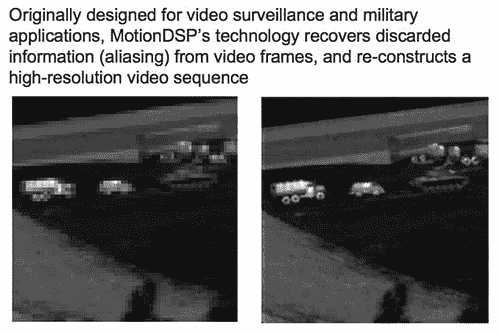 Originally designed for video surveillance and military
applications, MotionDSP's technology recovers discarded
information (aliasing) from video frames, and re-constructs a
high-resolution video sequence